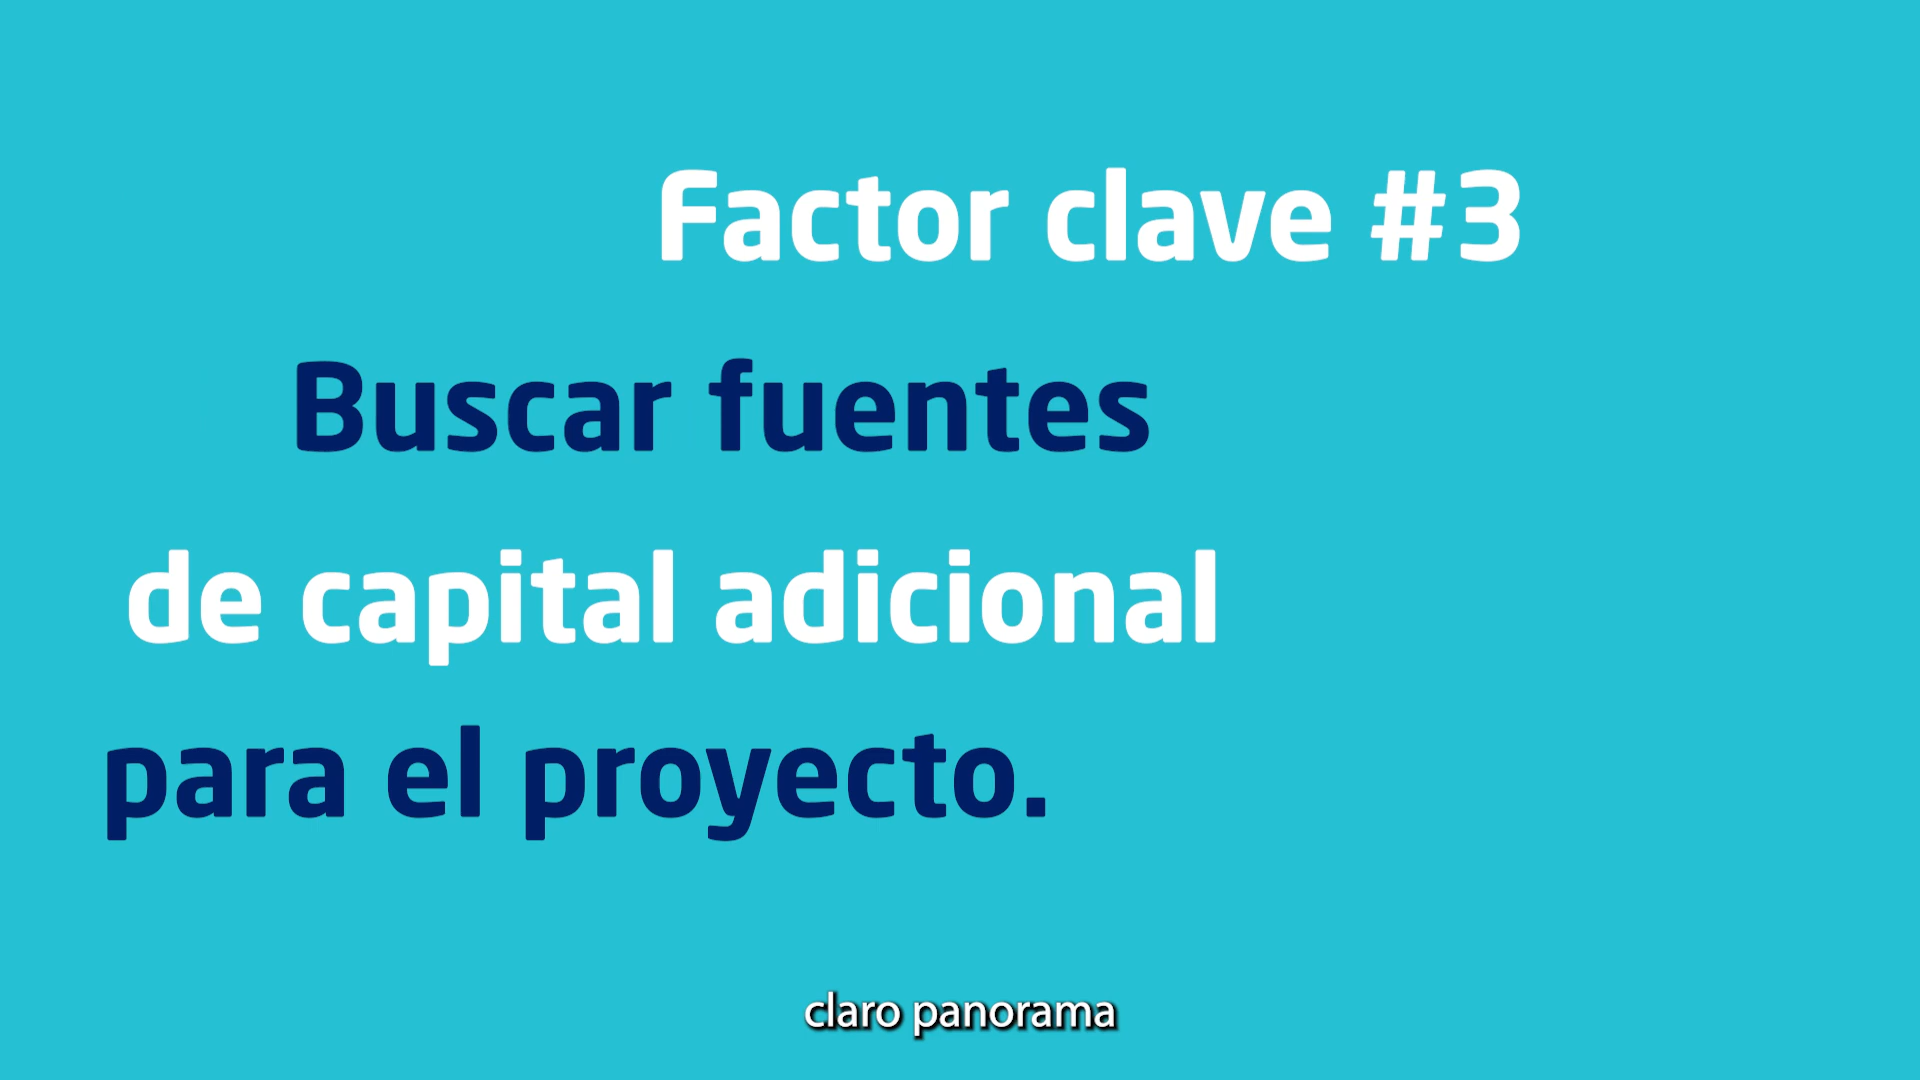 Factor clave #3
Buscar fuentes
de capital adicional
para el proyecto.
claro panorama